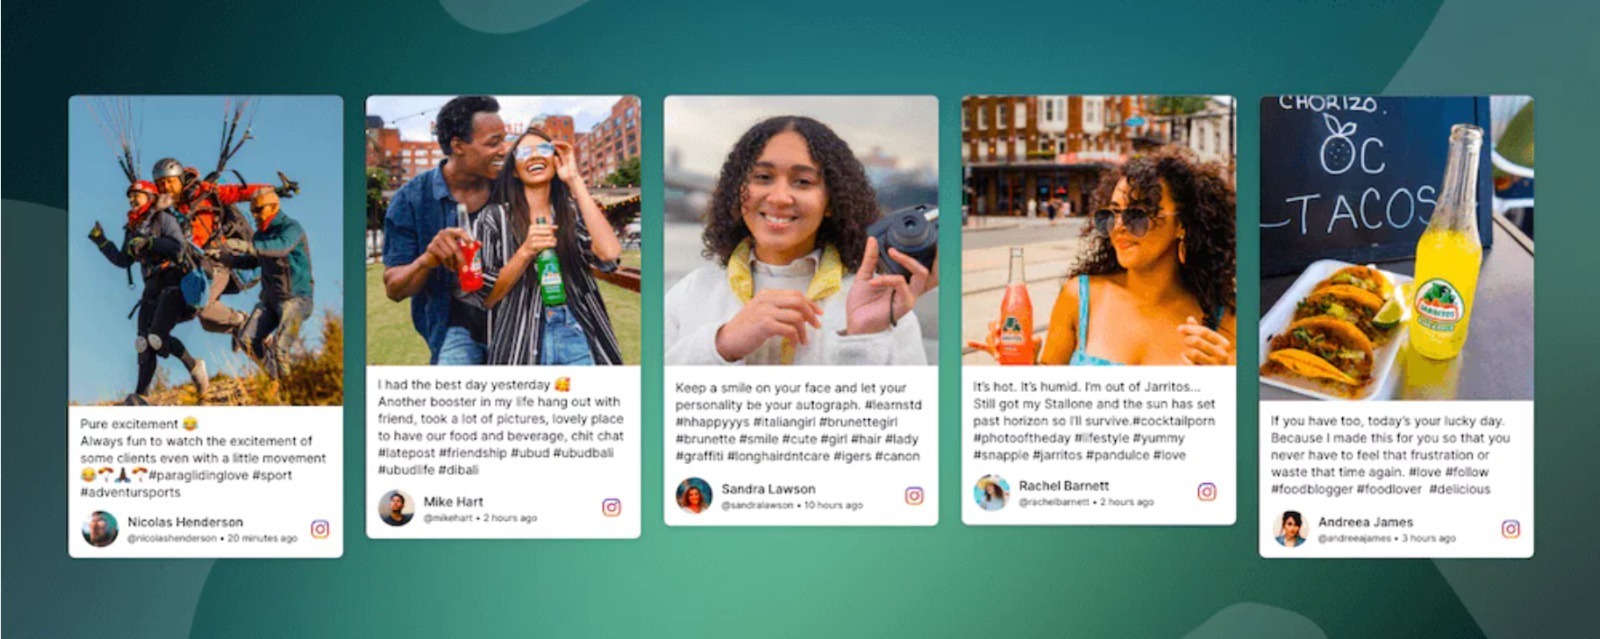 Pure excitement 😂
Always fun to watch the excitement of
some clients even with a little movement
#paraglidinglove #sport
#adventursports
Nicolas Henderson
@nicolashenderson • 20 minutes ago
I had the best day yesterday 🥰
Another booster in my life hang out with
friend, took a lot of pictures, lovely place
to have our food and beverage, chit chat
#latepost #friendship #ubud #ubudbali
#ubudlife #dibali
Mike Hart
@mikehart • 2 hours ago
Keep a smile on your face and let your
personality be your autograph. #learnstd
#hhappyyys #italiangirl #brunettegirl
#brunette #smile #cute #girl #hair #lady
#graffiti #longhairdntcare #igers #canon
Sandra Lawson
@sandralawson • 10 hours ago
It's hot. It's humid. I'm out of Jarritos...
Still got my Stallone and the sun has set
past horizon so I'll survive.#cocktailporn
#photooftheday #lifestyle #yummy
#snapple #jarritos #pandulce #love
Rachel Barnett
@rachelbarnett • 2 hours ago
CHORIZO.
OC
TACOS
JARRITOS
If you have too, today's your lucky day.
Because I made this for you so that you
never have to feel that frustration or
waste that time again. #love #follow
#foodblogger #foodlover #delicious
Andreea James
@andreeajames • 3 hours ago